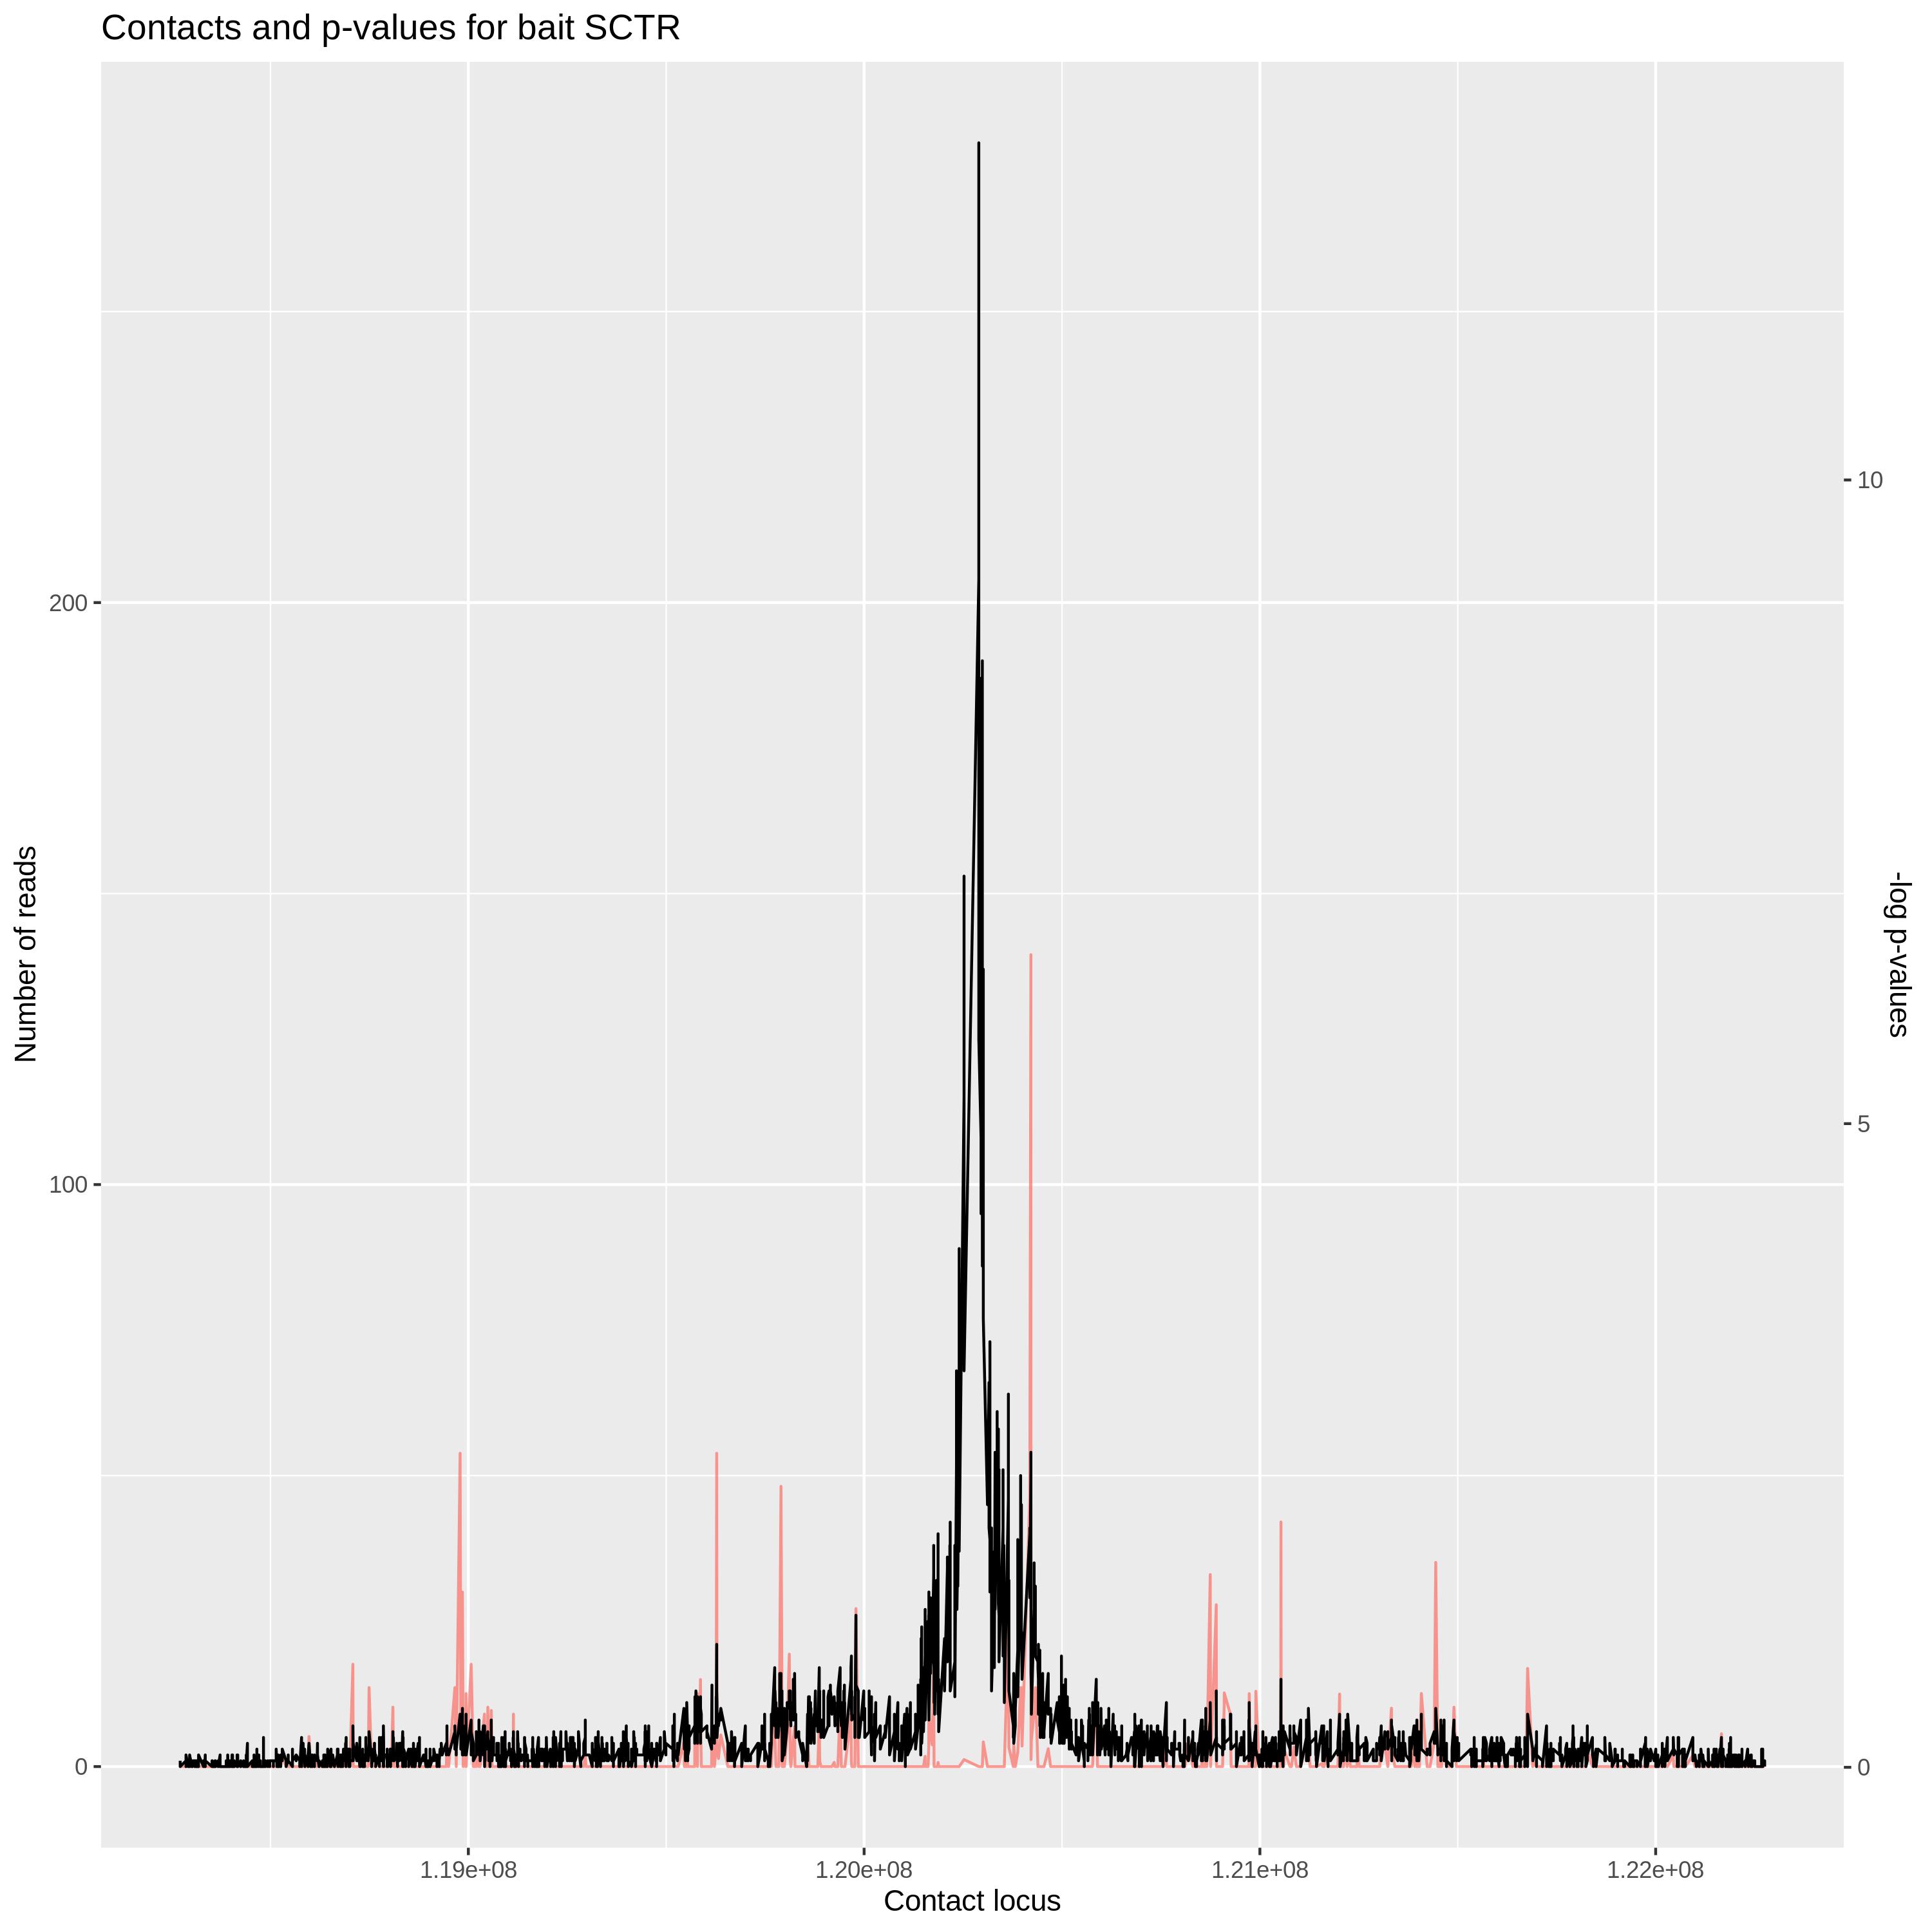 Contacts and p-values for bait SCTR
Number of reads
200
100
0
10
5
0
-log p-values
1.19e+08
1.20e+08
1.21e+08
1.22e+08
Contact locus